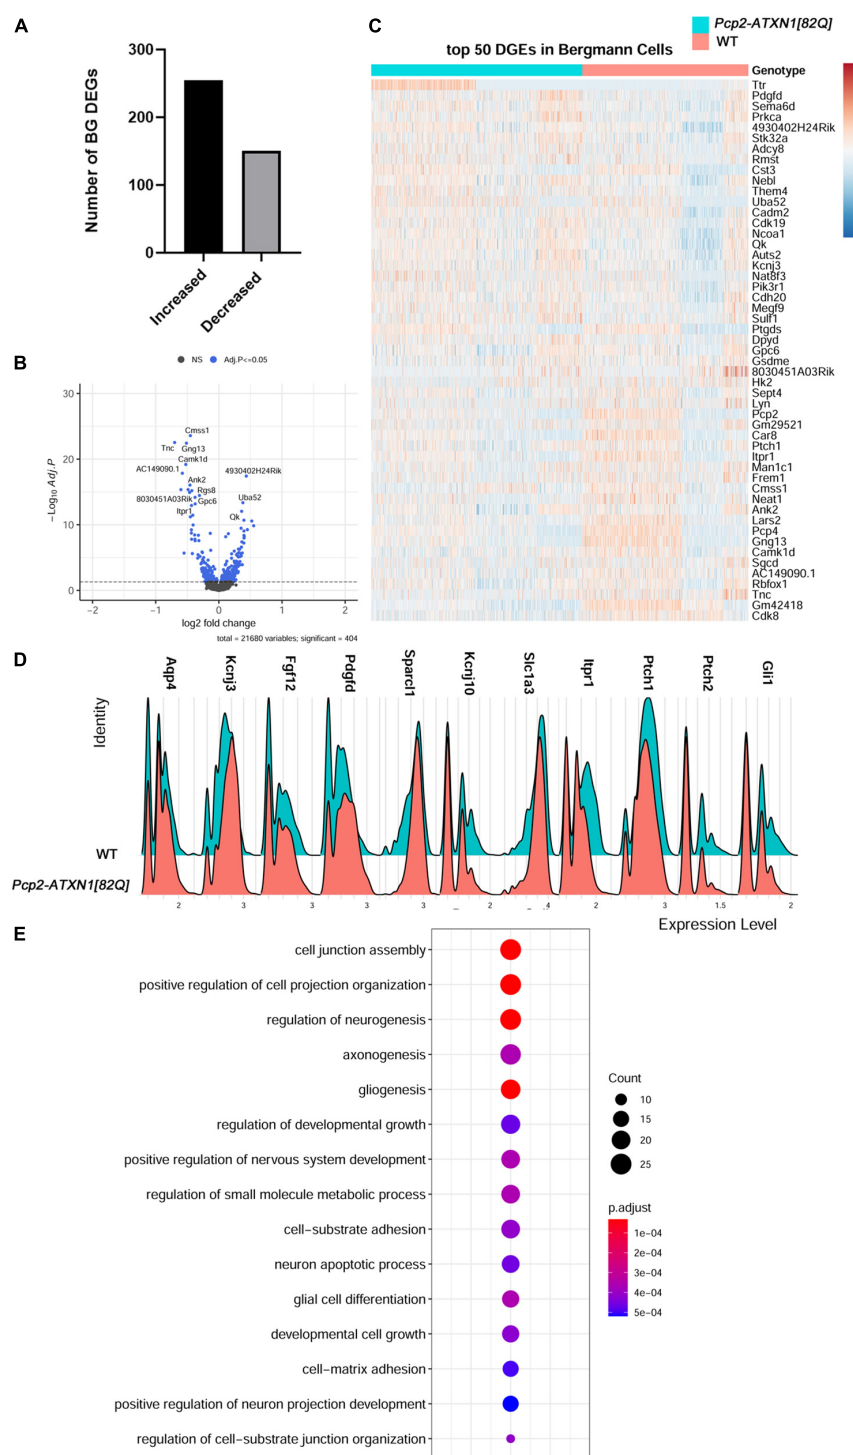 A
Number of BG DEGs
300
200
100
0
Increased
Decreased
B
NS
Adj.P<=0.05
−Log10 Adj.P
30
20
10
0
Cmss1
Tnc
Gng13
Camk1d
AC149090.1
4930402H24Rik
Ank2
Rgs8
8030451A03Rik
Gpc6
Uba52
Itpr1
Qk
−2
−1
0
1
2
log2 fold change
total = 21680 variables; significant = 404
C
Pcp2-ATXN1[82Q]
WT
top 50 DGEs in Bergmann Cells
Genotype
Ttr
Pdgfd
Sema6d
Prkca
4930402H24Rik
Stk32a
Adcy8
Rmst
Cst3
Nebl
Them4
Uba52
Cadm2
Cdk19
Ncoa1
Qk
Auts2
Kcnj3
Nat8f3
Pik3r1
Cdh20
Megf9
Sulf1
Ptgds
Dpyd
Gpc6
Gsdme
8030451A03Rik
Hk2
Sept4
Lyn
Pcp2
Gm29521
Car8
Ptch1
Itpr1
Man1c1
Frem1
Cmss1
Neat1
Ank2
Lars2
Pcp4
Gng13
Camk1d
Sgcd
AC149090.1
Rbfox1
Tnc
Gm42418
Cdk8
D
Aqp4
Kcnj3
Fgf12
Pdgfd
Sparcl1
Kcnj10
Slc1a3
Itpr1
Ptch1
Ptch2
Gli1
Identity
WT
Pcp2-ATXN1[82Q]
2
3
3
3
3
2
4
2
3
1.5
2
Expression Level
E
cell junction assembly
positive regulation of cell projection organization
regulation of neurogenesis
axonogenesis
gliogenesis
regulation of developmental growth
positive regulation of nervous system development
regulation of small molecule metabolic process
cell−substrate adhesion
neuron apoptotic process
glial cell differentiation
developmental cell growth
cell−matrix adhesion
positive regulation of neuron projection development
regulation of cell−substrate junction organization
Count
10
15
20
25
p.adjust
1e−04
2e−04
3e−04
4e−04
5e−04